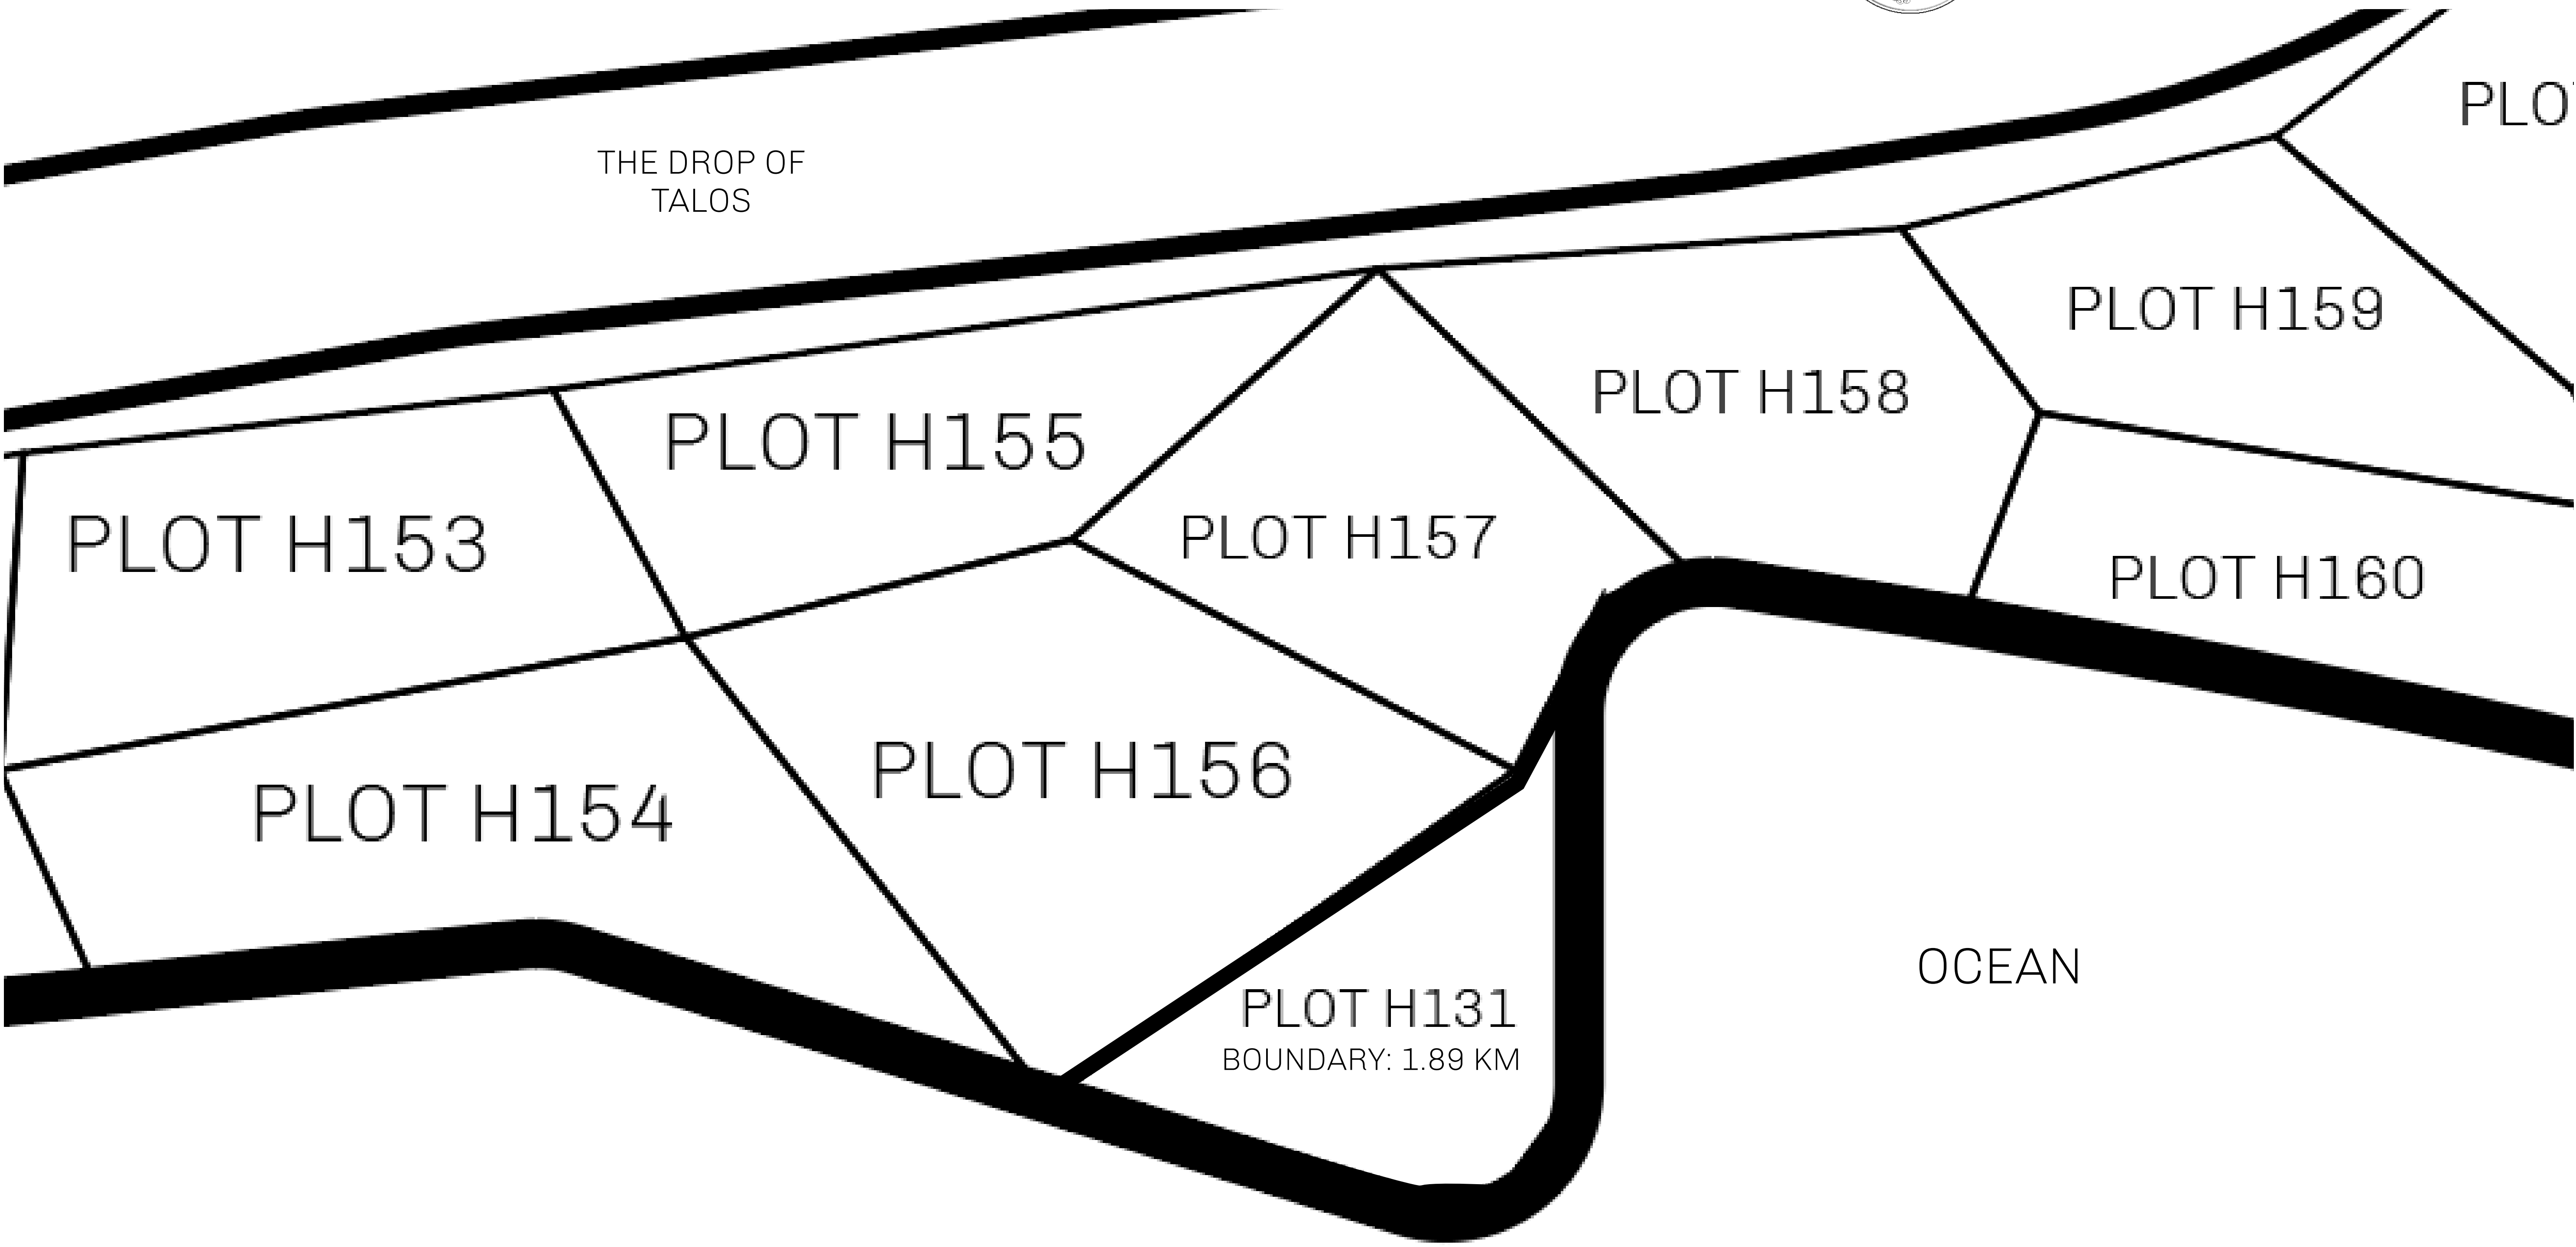 PLO
THE DROP OF
TALOS
PLOT H159
PLOT H158
PLOT H155
PLOT H153
PLOT H157
PLOT H160
PLOT H156
PLOT H154
OCEAN
PLOT H131
BOUNDARY: 1.89 KM